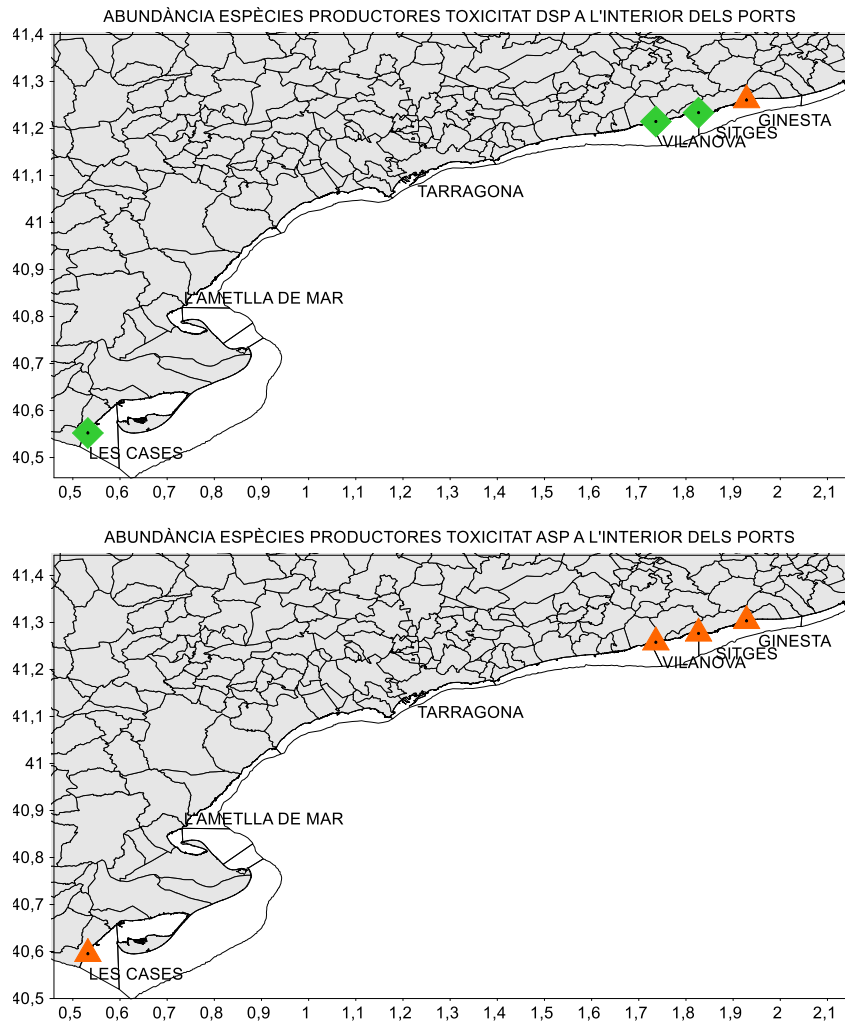 ABUNDÀNCIA ESPÈCIES PRODUCTORES TOXICITAT DSP A L'INTERIOR DELS PORTS
41,4
41,3
41,2
41,1
41
40,9
40,8
40,7
40,6
40,5
GINESTA
SITGES
VILANOVA
TARRAGONA
L'AMETLLA DE MAR
LES CASES
0,5 0,6 0,7 0,8 0,9 1 1,1 1,2 1,3 1,4 1,5 1,6 1,7 1,8 1,9 2 2,1
ABUNDÀNCIA ESPÈCIES PRODUCTORES TOXICITAT ASP A L'INTERIOR DELS PORTS
41,4
41,3
41,2
41,1
41
40,9
40,8
40,7
40,6
40,5
GINESTA
SITGES
VILANOVA
TARRAGONA
L'AMETLLA DE MAR
LES CASES
0,5 0,6 0,7 0,8 0,9 1 1,1 1,2 1,3 1,4 1,5 1,6 1,7 1,8 1,9 2 2,1